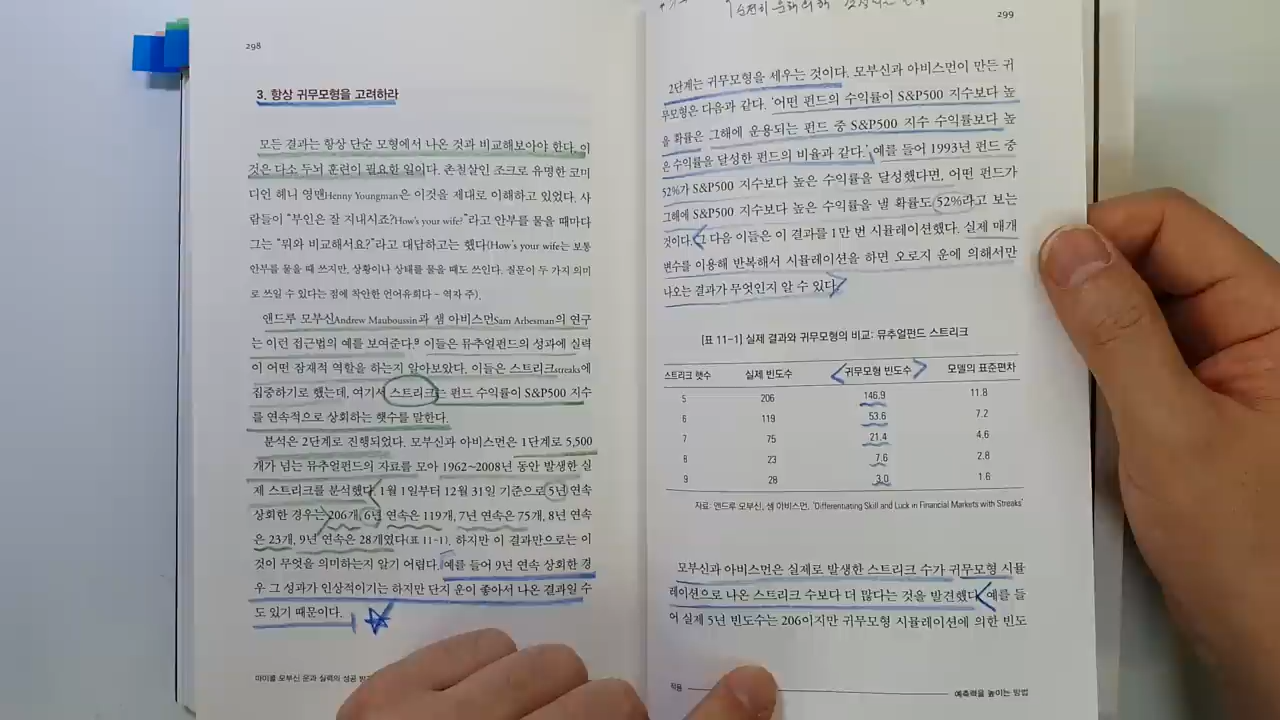 298
3. 항상 귀무모형을 고려하라
모든 결과는 항상 단순 모형에서 나온 것과 비교해보아야 한다. 이
것은 다소 두뇌 훈련이 필요한 일이다. 촌철살인 조크로 유명한 코미
디언 헤니 영맨Henny Youngman은 이것을 제대로 이해하고 있었다. 사
람들이 “부인은 잘 지내시죠?How's your wife?”라고 안부를 물을 때마다
그는 “뭐와 비교해서요?”라고 대답하고는 했다(How's your wife는 보통
안부를 물을 때 쓰지만, 상황이나 상태를 물을 때도 쓰인다. 질문이 두 가지 의미
로 쓰일 수 있다는 점에 착안한 언어유희다 - 역자 주).
앤드루 모부신Andrew Mauboussin과 샘 아비스먼Sam Arbesman의 연구
는 이런 접근법의 예를 보여준다.9 이들은 뮤추얼펀드의 성과에 실력
이 어떤 잠재적 역할을 하는지 알아보았다. 이들은 스트리크streaks에
집중하기로 했는데, 여기서 스트리크는 펀드 수익률이 S&P500 지수
를 연속적으로 상회하는 햇수를 말한다.
분석은 2단계로 진행되었다. 모부신과 아비스먼은 1단계로 5,500
개가 넘는 뮤추얼펀드의 자료를 모아 1962~2008년 동안 발생한 실
제 스트리크를 분석했다. 1월 1일부터 12월 31일 기준으로 5년 연속
상회한 경우는 206개, 6년 연속은 119개, 7년 연속은 75개, 8년 연속
은 23개, 9년 연속은 28개였다(표 11-1). 하지만 이 결과만으로는 이
것이 무엇을 의미하는지 알기 어렵다. 예를 들어 9년 연속 상회한 경
우 그 성과가 인상적이기는 하지만 단지 운이 좋아서 나온 결과일 수
도 있기 때문이다.
마이클 모부신 운과 실력의 성공
299
2단계는 귀무모형을 세우는 것이다. 모부신과 아비스먼이 만든 귀
무모형은 다음과 같다. ‘어떤 펀드의 수익률이 S&P500 지수보다 높
을 확률은 그해에 운용되는 펀드 중 S&P500 지수 수익률보다 높
은 수익률을 달성한 펀드의 비율과 같다.’ 예를 들어 1993년 펀드 중
52%가 S&P500 지수보다 높은 수익률을 달성했다면, 어떤 펀드가
그해에 S&P500 지수보다 높은 수익률을 낼 확률도 52%라고 보는
것이다. 그 다음 이들은 이 결과를 1만 번 시뮬레이션했다. 실제 매개
변수를 이용해 반복해서 시뮬레이션을 하면 오로지 운에 의해서만
나오는 결과가 무엇인지 알 수 있다.
[표 11-1] 실제 결과와 귀무모형의 비교: 뮤추얼펀드 스트리크
스트리크 햇수 실제 빈도수 귀무모형 빈도수 모델의 표준편차
5 206 146.9 11.8
6 119 53.6 7.2
7 75 21.4 4.6
8 23 7.6 2.8
9 28 3.0 1.6
자료: 앤드루 모부신, 샘 아비스먼, ‘Differentiating Skill and Luck in Financial Markets with Streaks’
모부신과 아비스먼은 실제로 발생한 스트리크 수가 귀무모형 시뮬
레이션으로 나온 스트리크 수보다 더 많다는 것을 발견했다. 예를 들
어 실제 5년 빈도수는 206이지만 귀무모형 시뮬레이션에 의한 빈도
적용
예측력을 높이는 방법